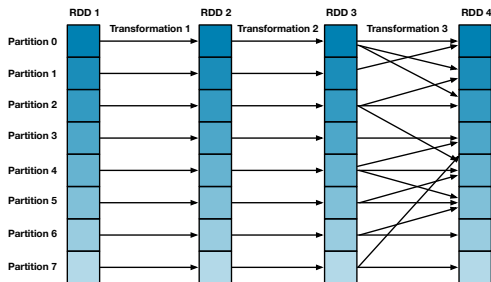 RDD 1
RDD 2
RDD 3
RDD 4
Transformation 1
Transformation 2
Transformation 3
Partition 0
Partition 1
Partition 2
Partition 3
Partition 4
Partition 5
Partition 6
Partition 7